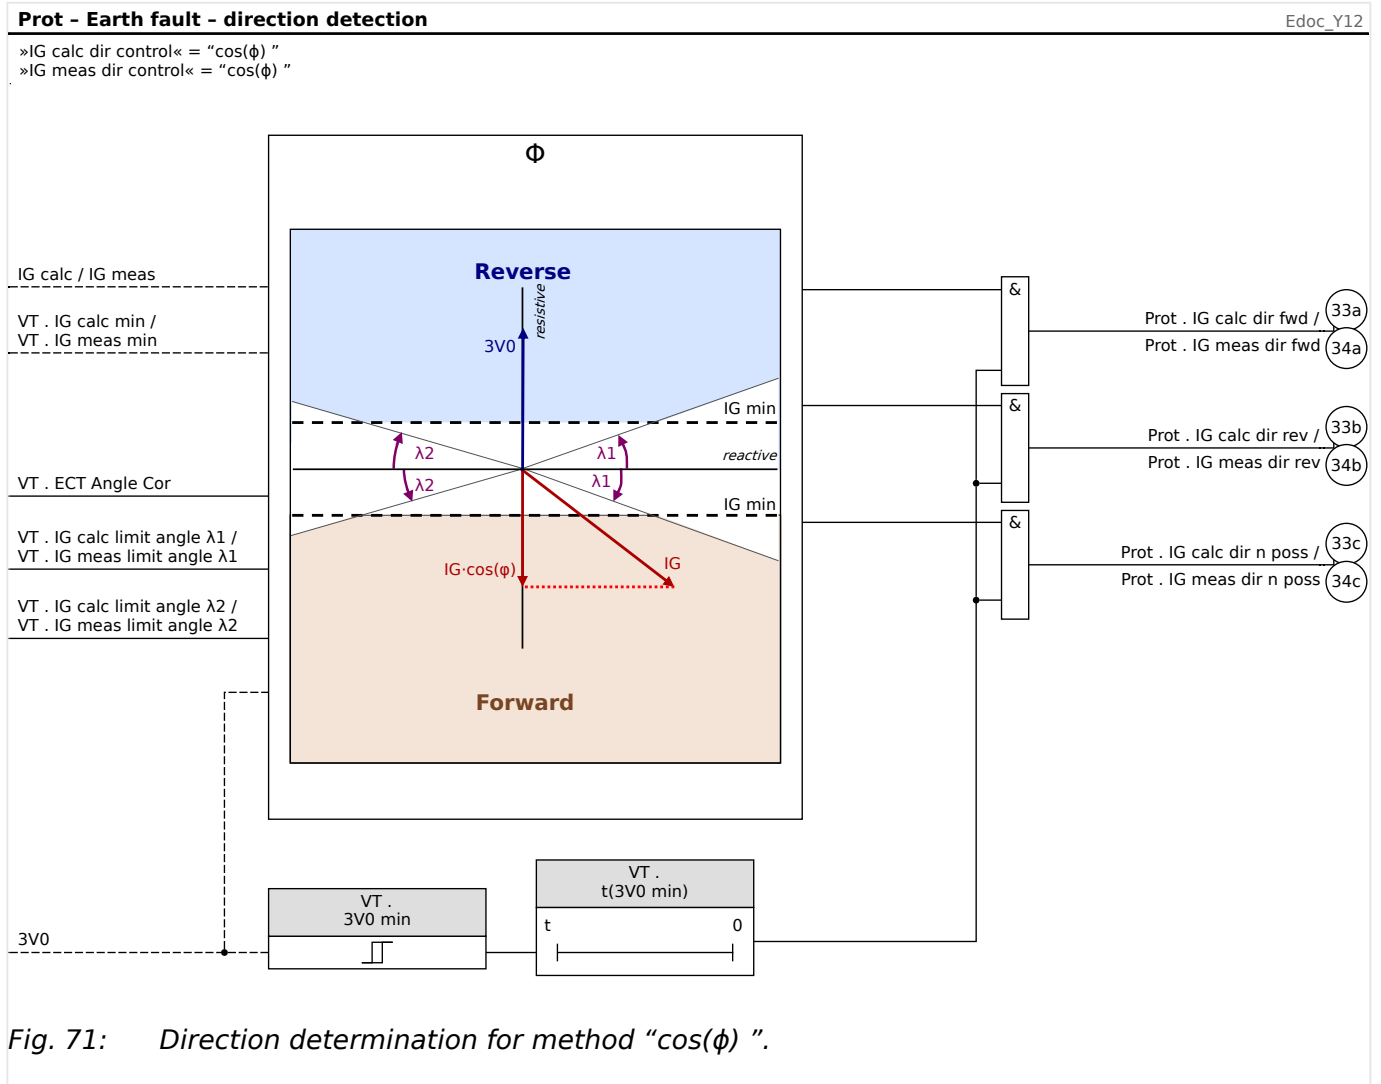 Prot – Earth fault – direction detection
Edoc_Y12
»IG calc dir control« = “cos(ϕ) ”
»IG meas dir control« = “cos(ϕ) ”
Φ
IG calc / IG meas
VT . IG calc min /
VT . IG meas min
VT . ECT Angle Cor
VT . IG calc limit angle λ1 /
VT . IG meas limit angle λ1
VT . IG calc limit angle λ2 /
VT . IG meas limit angle λ2
3V0
Reverse
resistive
3V0
IG min
λ2
λ1
reactive
λ2
λ1
IG min
IG·cos(φ)
IG
Forward
VT .
3V0 min
VT .
t(3V0 min)
t
0
&
Prot . IG calc dir fwd /
33a
Prot . IG meas dir fwd
34a
&
Prot . IG calc dir rev /
33b
Prot . IG meas dir rev
34b
&
Prot . IG calc dir n poss /
33c
Prot . IG meas dir n poss
34c
Fig. 71: Direction determination for method “cos(ϕ) ”.